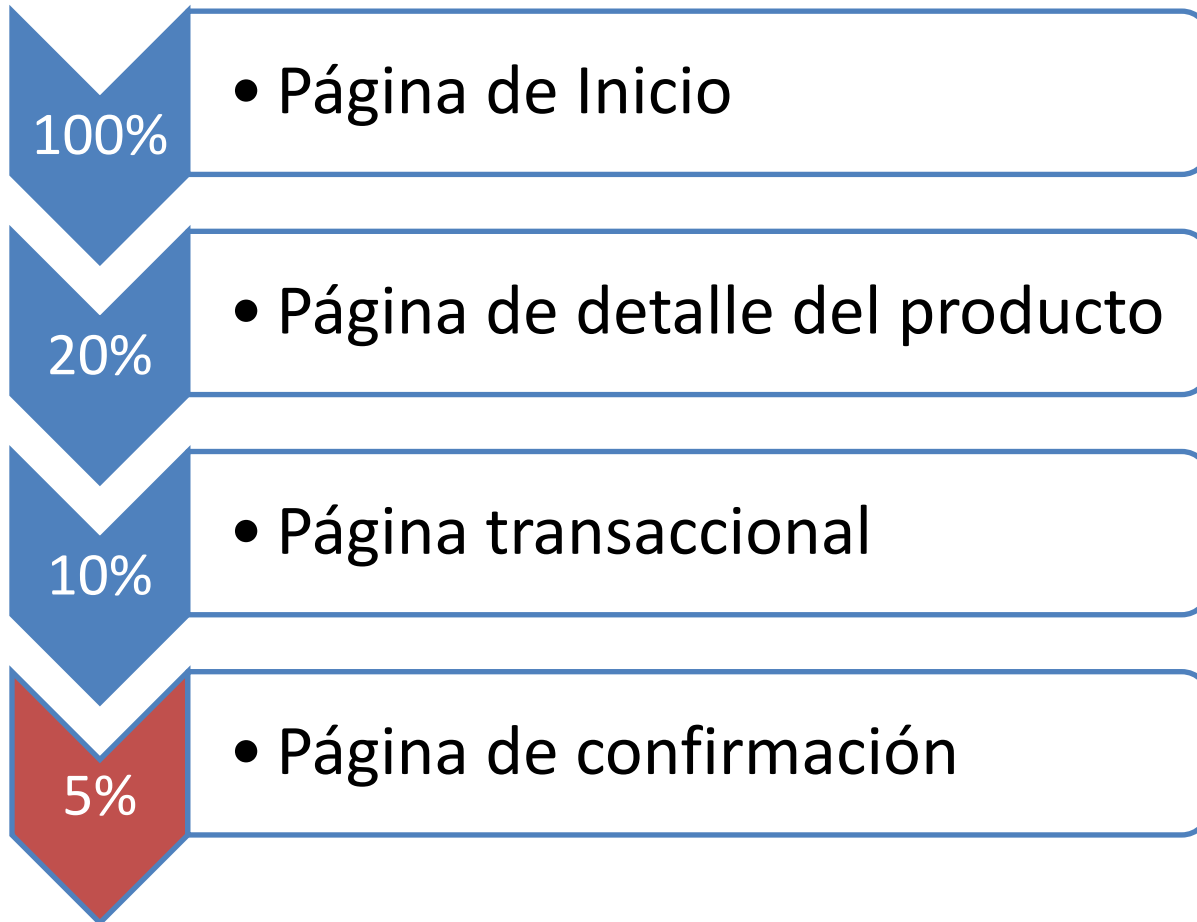 100%
• Página de Inicio
20%
• Página de detalle del producto
10%
• Página transaccional
5%
• Página de confirmación